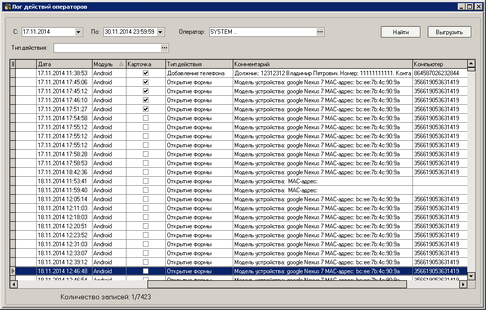 Лог действий операторов
С: 17.11.2014 По: 30.11.2014 23:59:59 Оператор: SYSTEM ... Найти Выгрузить
Тип действия:
Дата Модуль Карточка Тип действия Комментарий Компьютер
17.11.2014 11:38:53 Android Добавление телефона Должник: 12312312 Владимир Петрович. Номер: 11111111111. Конта 864587026232844
17.11.2014 17:45:06 Android Открытие формы Модель устройства: google Nexus 7 MAC-адрес: bc:ee:7b:4c:90:9a 356619053631419
17.11.2014 17:45:12 Android Открытие формы Модель устройства: google Nexus 7 MAC-адрес: bc:ee:7b:4c:90:9a 356619053631419
17.11.2014 17:46:10 Android Открытие формы Модель устройства: google Nexus 7 MAC-адрес: bc:ee:7b:4c:90:9a 356619053631419
17.11.2014 17:51:27 Android Открытие формы Модель устройства: google Nexus 7 MAC-адрес: bc:ee:7b:4c:90:9a 356619053631419
17.11.2014 17:54:58 Android Открытие формы Модель устройства: google Nexus 7 MAC-адрес: bc:ee:7b:4c:90:9a 356619053631419
17.11.2014 17:55:12 Android Открытие формы Модель устройства: google Nexus 7 MAC-адрес: bc:ee:7b:4c:90:9a 356619053631419
17.11.2014 17:55:12 Android Открытие формы Модель устройства: google Nexus 7 MAC-адрес: bc:ee:7b:4c:90:9a 356619053631419
17.11.2014 17:55:12 Android Открытие формы Модель устройства: google Nexus 7 MAC-адрес: bc:ee:7b:4c:90:9a 356619053631419
17.11.2014 17:58:28 Android Открытие формы Модель устройства: google Nexus 7 MAC-адрес: bc:ee:7b:4c:90:9a 356619053631419
17.11.2014 17:58:53 Android Открытие формы Модель устройства: google Nexus 7 MAC-адрес: bc:ee:7b:4c:90:9a 356619053631419
17.11.2014 18:42:36 Android Открытие формы Модель устройства: google Nexus 7 MAC-адрес: bc:ee:7b:4c:90:9a 356619053631419
18.11.2014 11:53:41 Android Открытие формы Модель устройства: MAC-адрес:
18.11.2014 11:59:40 Android Открытие формы Модель устройства: MAC-адрес:
18.11.2014 12:05:14 Android Открытие формы Модель устройства: google Nexus 7 MAC-адрес: bc:ee:7b:4c:90:9a 356619053631419
18.11.2014 12:11:03 Android Открытие формы Модель устройства: google Nexus 7 MAC-адрес: bc:ee:7b:4c:90:9a 356619053631419
18.11.2014 12:18:03 Android Открытие формы Модель устройства: google Nexus 7 MAC-адрес: bc:ee:7b:4c:90:9a 356619053631419
18.11.2014 12:20:51 Android Открытие формы Модель устройства: google Nexus 7 MAC-адрес: bc:ee:7b:4c:90:9a 356619053631419
18.11.2014 12:23:52 Android Открытие формы Модель устройства: google Nexus 7 MAC-адрес: bc:ee:7b:4c:90:9a 356619053631419
18.11.2014 12:31:03 Android Открытие формы Модель устройства: google Nexus 7 MAC-адрес: bc:ee:7b:4c:90:9a 356619053631419
18.11.2014 12:33:07 Android Открытие формы Модель устройства: google Nexus 7 MAC-адрес: bc:ee:7b:4c:90:9a 356619053631419
18.11.2014 12:39:12 Android Открытие формы Модель устройства: google Nexus 7 MAC-адрес: bc:ee:7b:4c:90:9a 356619053631419
18.11.2014 12:46:48 Android Открытие формы Модель устройства: google Nexus 7 MAC-адрес: bc:ee:7b:4c:90:9a 356619053631419
Количество записей: 1/7423